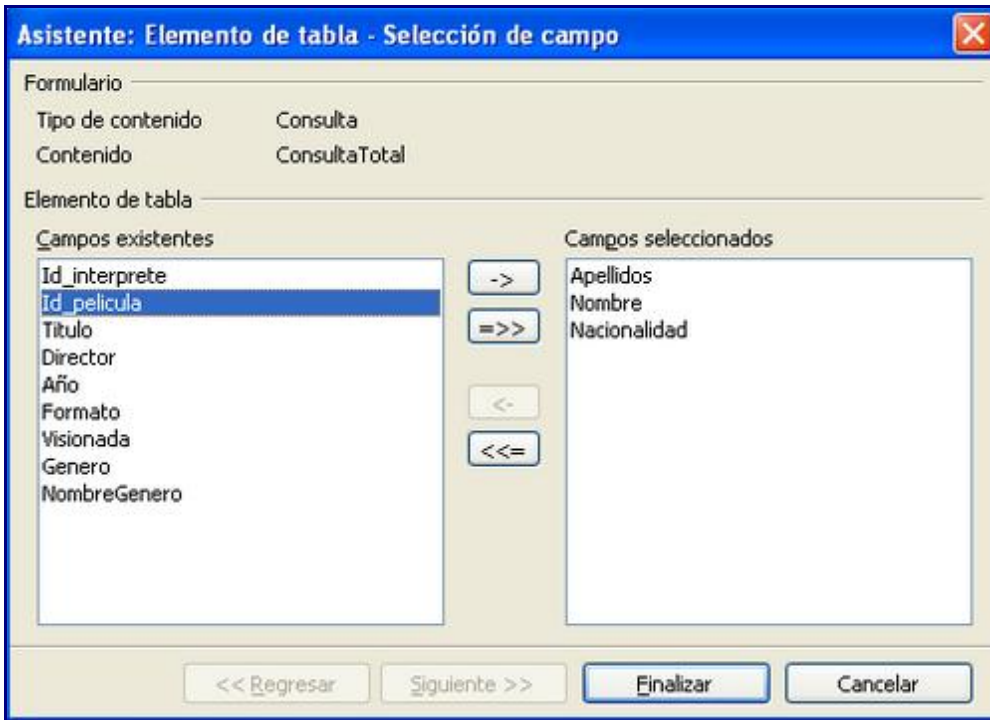 Asistente: Elemento de tabla - Selección de campo
Formulario
Tipo de contenido Consulta
Contenido ConsultaTotal
Elemento de tabla
Campos existentes
Id_interprete
Id_pelicula
Titulo
Director
Año
Formato
Visionada
Genero
NombreGenero
->
=>>
<-
<<=
Campos seleccionados
Apellidos
Nombre
Nacionalidad
<< Regresar Siguiente >> Finalizar Cancelar